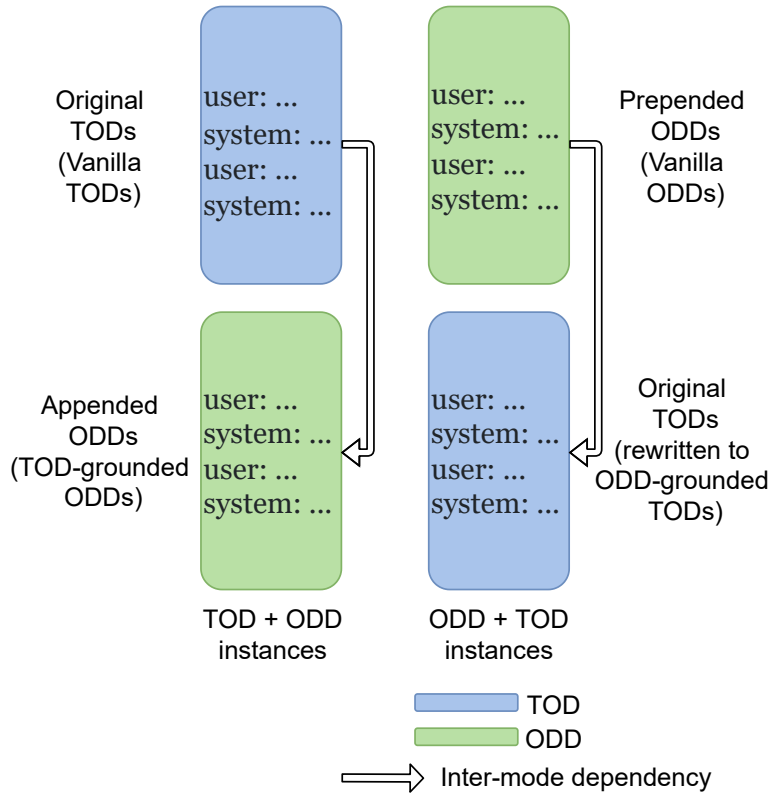 Original
TODs
(Vanilla
TODs)
user: ...
system: ...
user: ...
system: ...
user: ...
system: ...
user: ...
system: ...
Prepended
ODDs
(Vanilla
ODDs)
Appended
ODDs
(TOD-grounded
ODDs)
user: ...
system: ...
user: ...
system: ...
user: ...
system: ...
user: ...
system: ...
Original
TODs
(rewritten to
ODD-grounded
TODs)
TOD + ODD
instances
ODD + TOD
instances
TOD
ODD
Inter-mode dependency